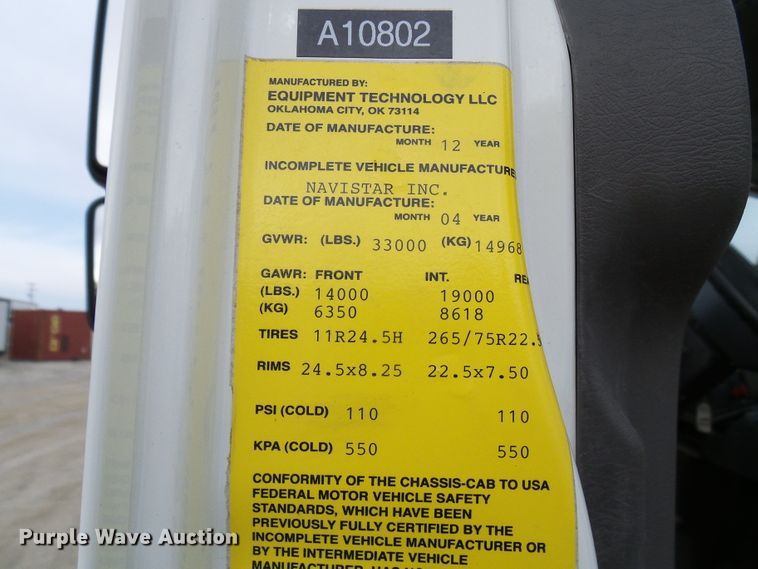 A10802
MANUFACTURED BY:
EQUIPMENT TECHNOLOGY LLC
OKLAHOMA CITY, OK 73114
DATE OF MANUFACTURE:
MONTH 12 YEAR
INCOMPLETE VEHICLE MANUFACTURE
NAVISTAR INC.
DATE OF MANUFACTURE:
MONTH 04 YEAR
GVWR: (LBS.) 33000 (KG) 14968
GAWR: FRONT INT.
(LBS.) 14000 19000
(KG) 6350 8618
TIRES 11R24.5H 265/75R22.5
RIMS 24.5x8.25 22.5x7.50
PSI (COLD) 110 110
KPA (COLD) 550 550
CONFORMITY OF THE CHASSIS-CAB TO USA
FEDERAL MOTOR VEHICLE SAFETY
STANDARDS, WHICH HAVE BEEN
PREVIOUSLY FULLY CERTIFIED BY THE
INCOMPLETE VEHICLE MANUFACTURER OR
BY THE INTERMEDIATE VEHICLE
MANUFACTURER, HAS NO
Purple Wave Auction